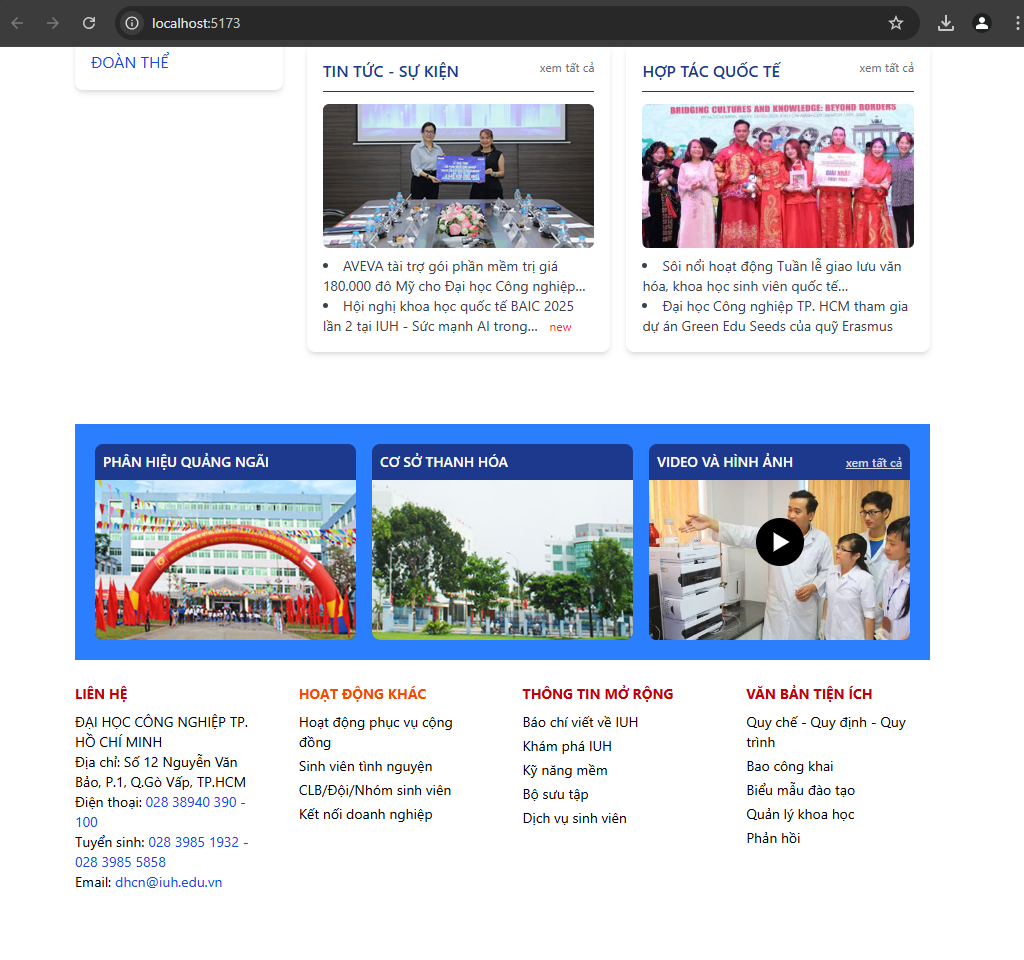 localhost:5173
ĐOÀN THỂ
TIN TỨC - SỰ KIỆN
xem tất cả
AVEVA tài trợ gói phần mềm trị giá
180.000 đô Mỹ cho Đại học Công nghiệp...
Hội nghị khoa học quốc tế BAIC 2025
lần 2 tại IUH - Sức mạnh AI trong... new
HỢP TÁC QUỐC TẾ
xem tất cả
BRIDGING CULTURES AND KNOWLEDGE: BEYOND BORDERS
GIẢI NHẤT
Sôi nổi hoạt động Tuần lễ giao lưu văn
hóa, khoa học sinh viên quốc tế...
Đại học Công nghiệp TP. HCM tham gia
dự án Green Edu Seeds của quỹ Erasmus
PHÂN HIỆU QUẢNG NGÃI
CƠ SỞ THANH HÓA
VIDEO VÀ HÌNH ẢNH
xem tất cả
LIÊN HỆ
ĐẠI HỌC CÔNG NGHIỆP TP.
HỒ CHÍ MINH
Địa chỉ: Số 12 Nguyễn Văn
Bảo, P.1, Q.Gò Vấp, TP.HCM
Điện thoại: 028 38940 390 -
100
Tuyển sinh: 028 3985 1932 -
028 3985 5858
Email: dhcn@iuh.edu.vn
HOẠT ĐỘNG KHÁC
Hoạt động phục vụ cộng
đồng
Sinh viên tình nguyện
CLB/Đội/Nhóm sinh viên
Kết nối doanh nghiệp
THÔNG TIN MỞ RỘNG
Báo chí viết về IUH
Khám phá IUH
Kỹ năng mềm
Bộ sưu tập
Dịch vụ sinh viên
VĂN BẢN TIỆN ÍCH
Quy chế - Quy định - Quy
trình
Bao công khai
Biểu mẫu đào tạo
Quản lý khoa học
Phản hồi